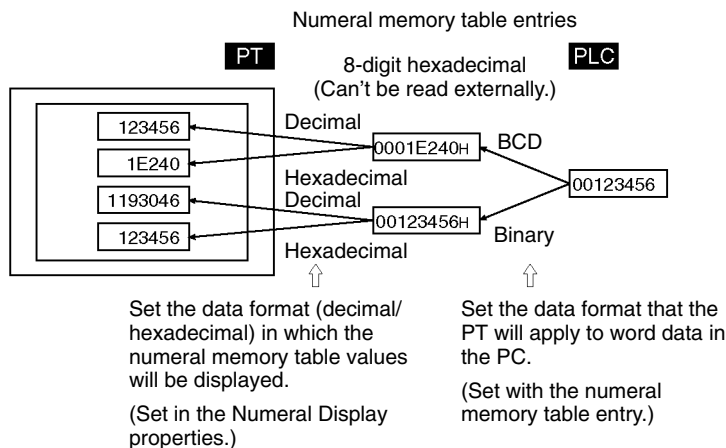 Numeral memory table entries
PT
8-digit hexadecimal
(Can't be read externally.)
PLC
123456
Decimal
0001E240H
BCD
1E240
Hexadecimal
00123456
1193046
Decimal
00123456H
123456
Hexadecimal
Binary
Set the data format (decimal/
hexadecimal) in which the
numeral memory table values
will be displayed.
(Set in the Numeral Display
properties.)
Set the data format that the
PT will apply to word data in
the PC.
(Set with the numeral
memory table entry.)